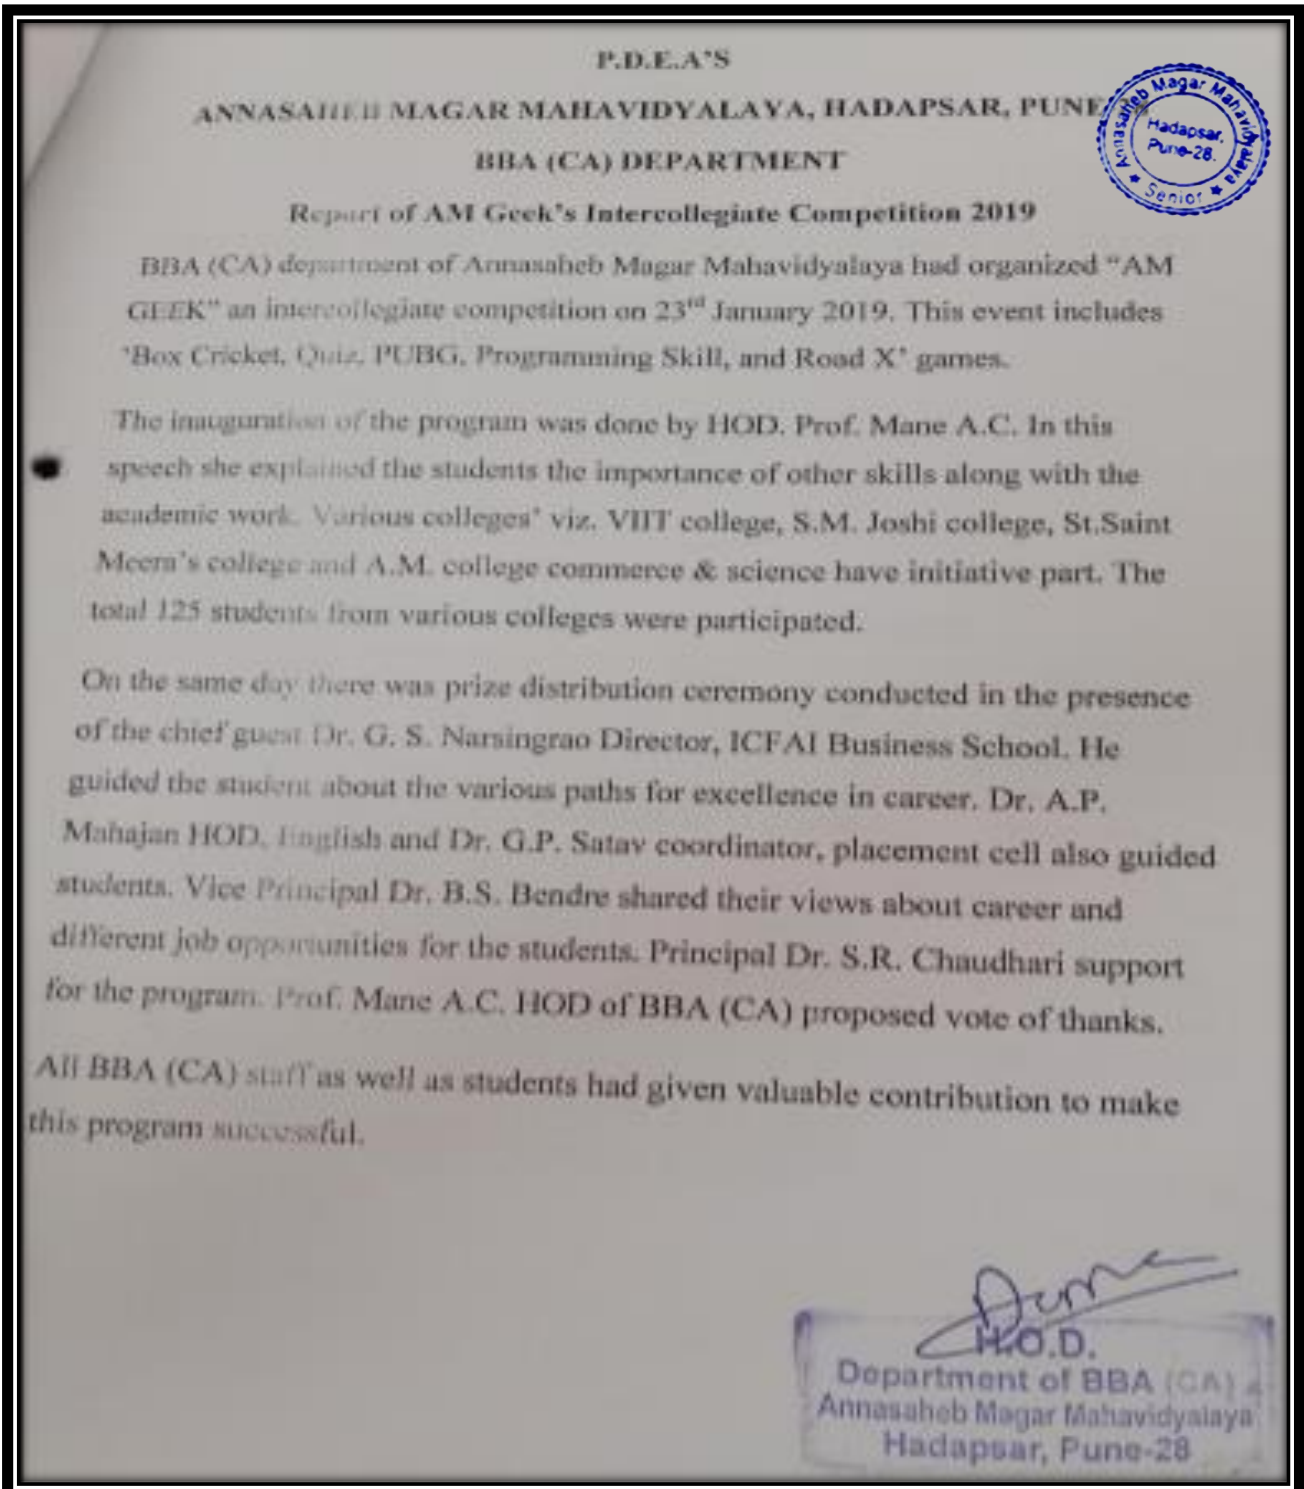 P.D.E.A'S
ANNASAHEB MAGAR MAHAVIDYALAYA, HADAPSAR, PUNE
Annasaheb Magar Mahavidyalaya
Hadapsar,
Pune-28.
★ Senior ★
BBA (CA) DEPARTMENT
Report of AM Geek's Intercollegiate Competition 2019
BBA (CA) department of Annasaheb Magar Mahavidyalaya had organized “AM
GEEK” an intercollegiate competition on 23rd January 2019. This event includes
‘Box Cricket, Quiz, PUBG, Programming Skill, and Road X’ games.
The inauguration of the program was done by HOD. Prof. Mane A.C. In this
speech she explained the students the importance of other skills along with the
academic work. Various colleges’ viz. VIIT college, S.M. Joshi college, St.Saint
Meera’s college and A.M. college commerce & science have initiative part. The
total 125 students from various colleges were participated.
On the same day there was prize distribution ceremony conducted in the presence
of the chief guest Dr. G. S. Narsingrao Director, ICFAI Business School. He
guided the student about the various paths for excellence in career. Dr. A.P.
Mahajan HOD, English and Dr. G.P. Satav coordinator, placement cell also guided
students. Vice Principal Dr. B.S. Bendre shared their views about career and
different job opportunities for the students. Principal Dr. S.R. Chaudhari support
for the program. Prof. Mane A.C. HOD of BBA (CA) proposed vote of thanks.
All BBA (CA) staff as well as students had given valuable contribution to make
this program successful.
H.O.D.
Department of BBA (CA)
Annasaheb Magar Mahavidyalaya
Hadapsar, Pune-28